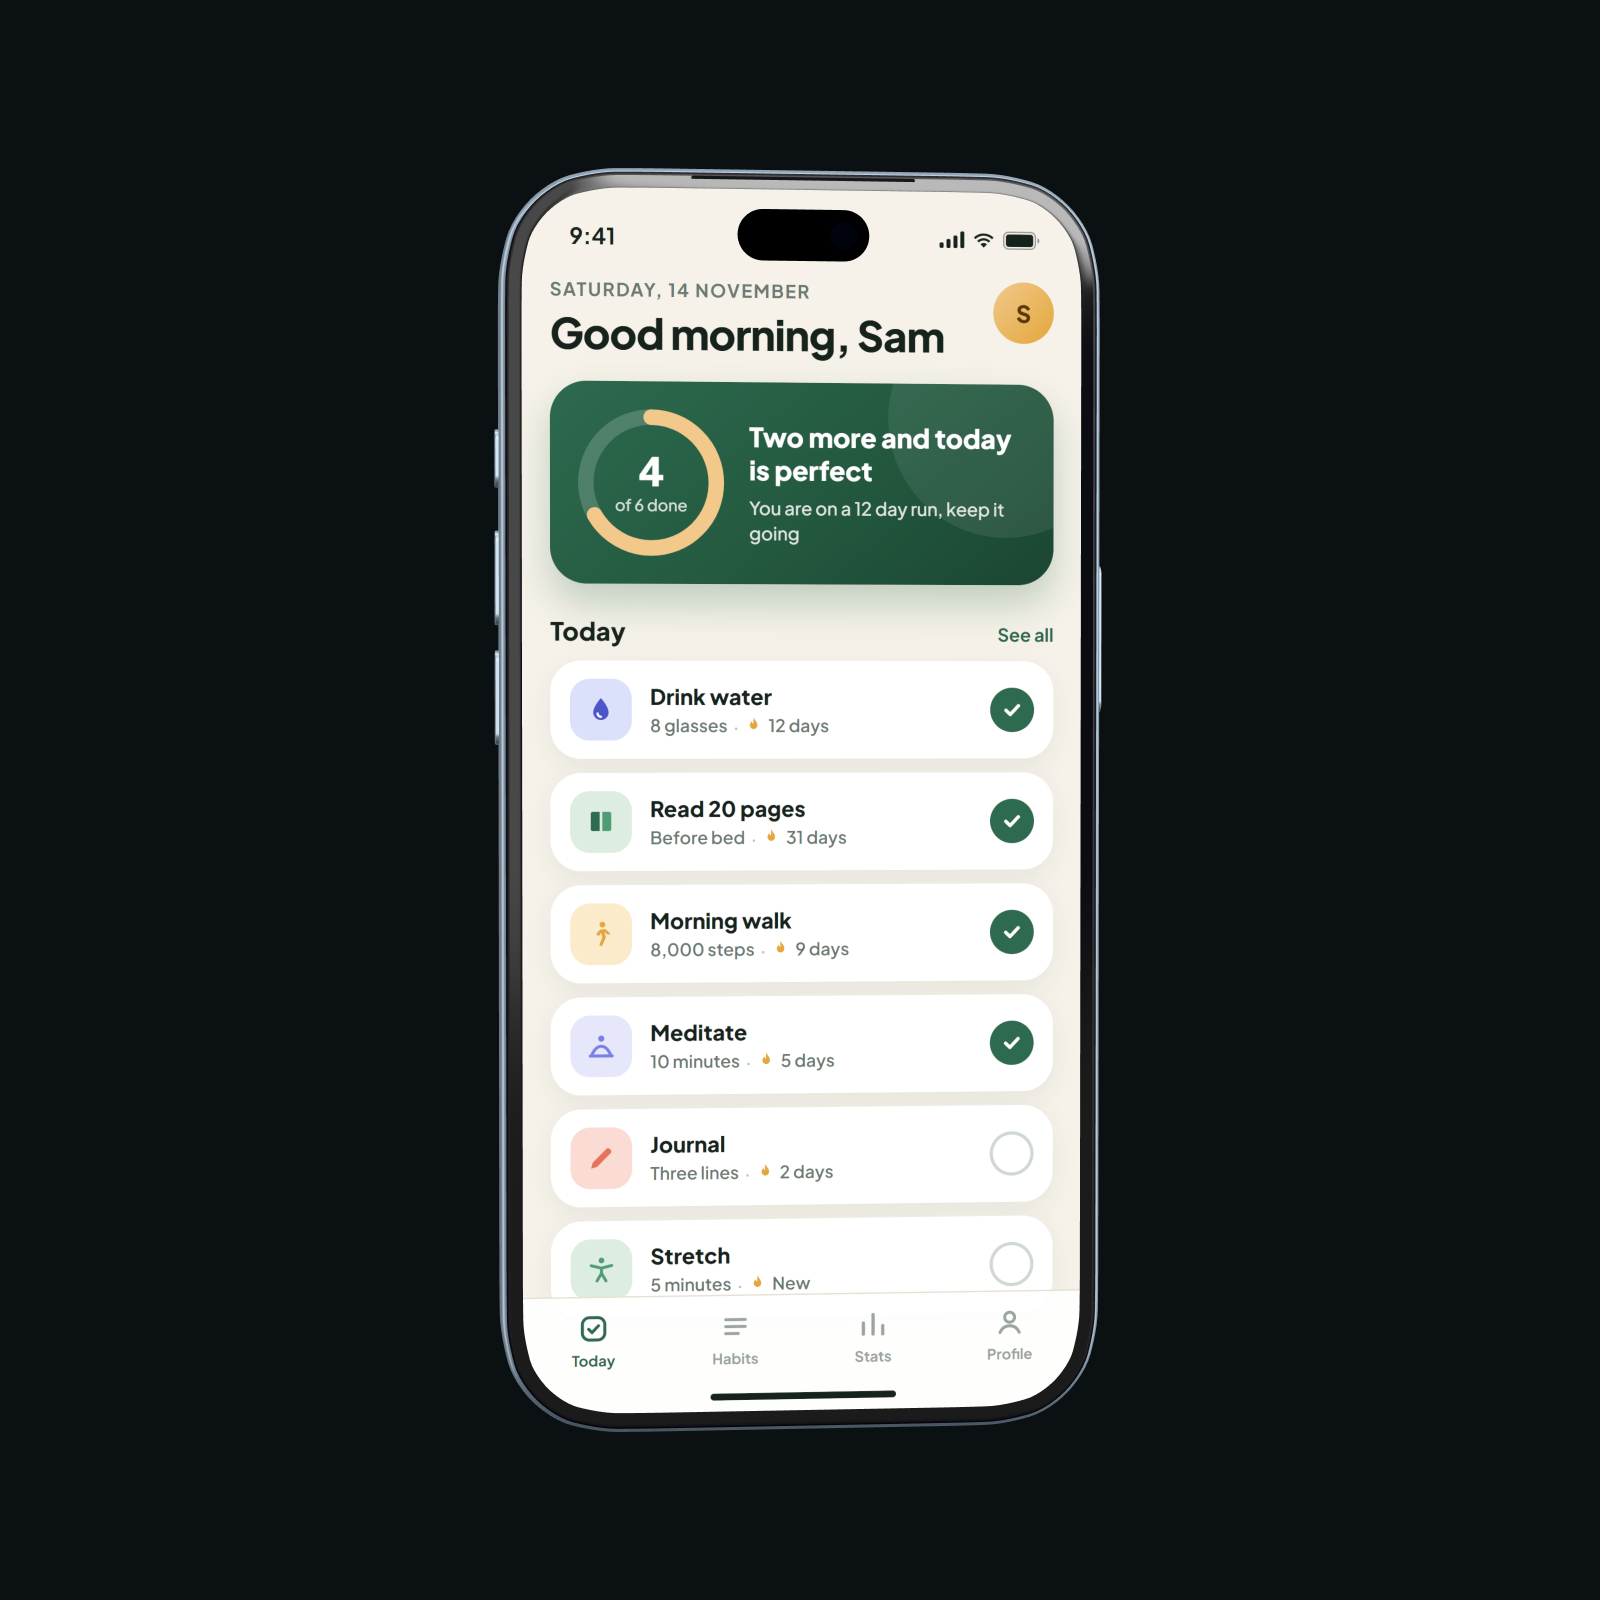 9:41
SATURDAY, 14 NOVEMBER
Good morning, Sam
S
4
of 6 done
Two more and today
is perfect
You are on a 12 day run, keep it
going
Today
See all
Drink water
8 glasses · 12 days
Read 20 pages
Before bed · 31 days
Morning walk
8,000 steps · 9 days
Meditate
10 minutes · 5 days
Journal
Three lines · 2 days
Stretch
5 minutes · New
Today
Habits
Stats
Profile